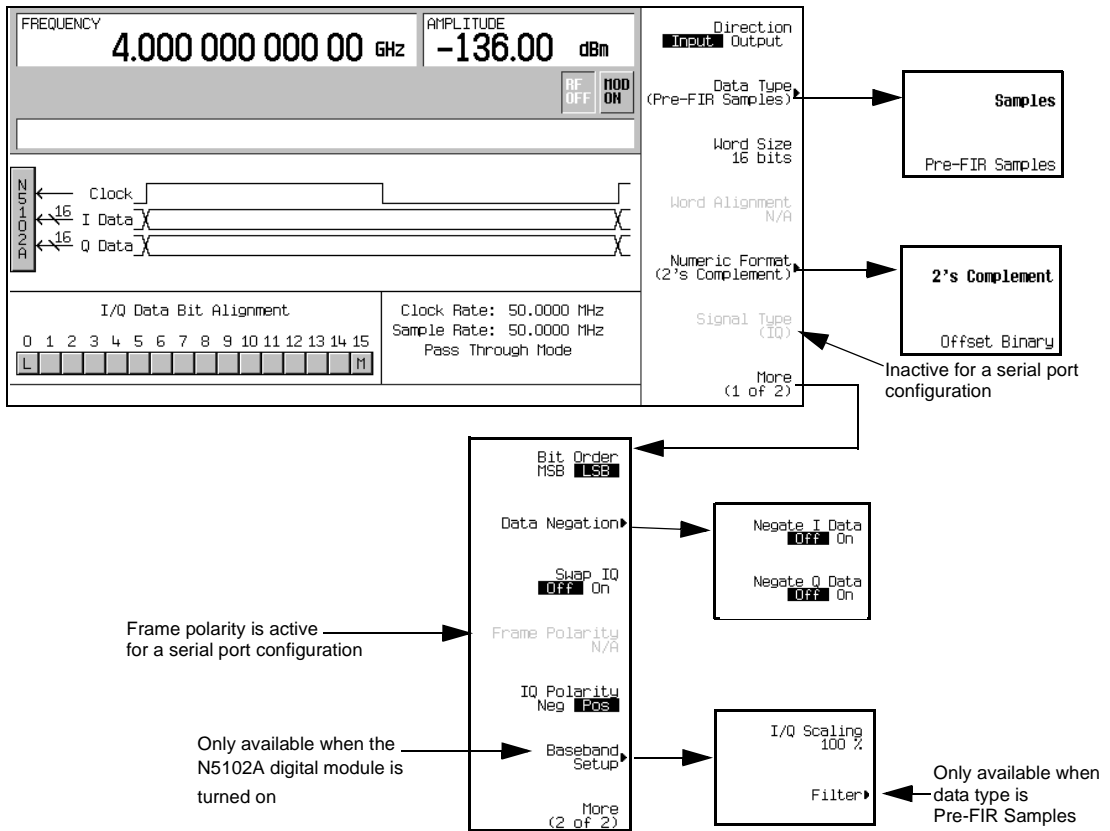 FREQUENCY
4.000 000 000 00 GHz
AMPLITUDE
-136.00 dBm
RF OFF
MOD ON
N5102A
Clock
16 I Data
16 Q Data
I/Q Data Bit Alignment
0 1 2 3 4 5 6 7 8 9 10 11 12 13 14 15
L M
Clock Rate: 50.0000 MHz
Sample Rate: 50.0000 MHz
Pass Through Mode
Direction
Input Output
Data Type
(Pre-FIR Samples)
Word Size
16 bits
Word Alignment
N/A
Numeric Format
(2's Complement)
Signal Type
(IQ)
More
(1 of 2)
Samples
Pre-FIR Samples
2's Complement
Offset Binary
Inactive for a serial port
configuration
Bit Order
MSB LSB
Data Negation
Swap IQ
Off On
Frame Polarity
N/A
IQ Polarity
Neg Pos
Baseband
Setup
More
(2 of 2)
Negate I Data
Off On
Negate Q Data
Off On
Frame polarity is active
for a serial port configuration
Only available when the
N5102A digital module is
turned on
I/Q Scaling
100 %
Filter
Only available when
data type is
Pre-FIR Samples